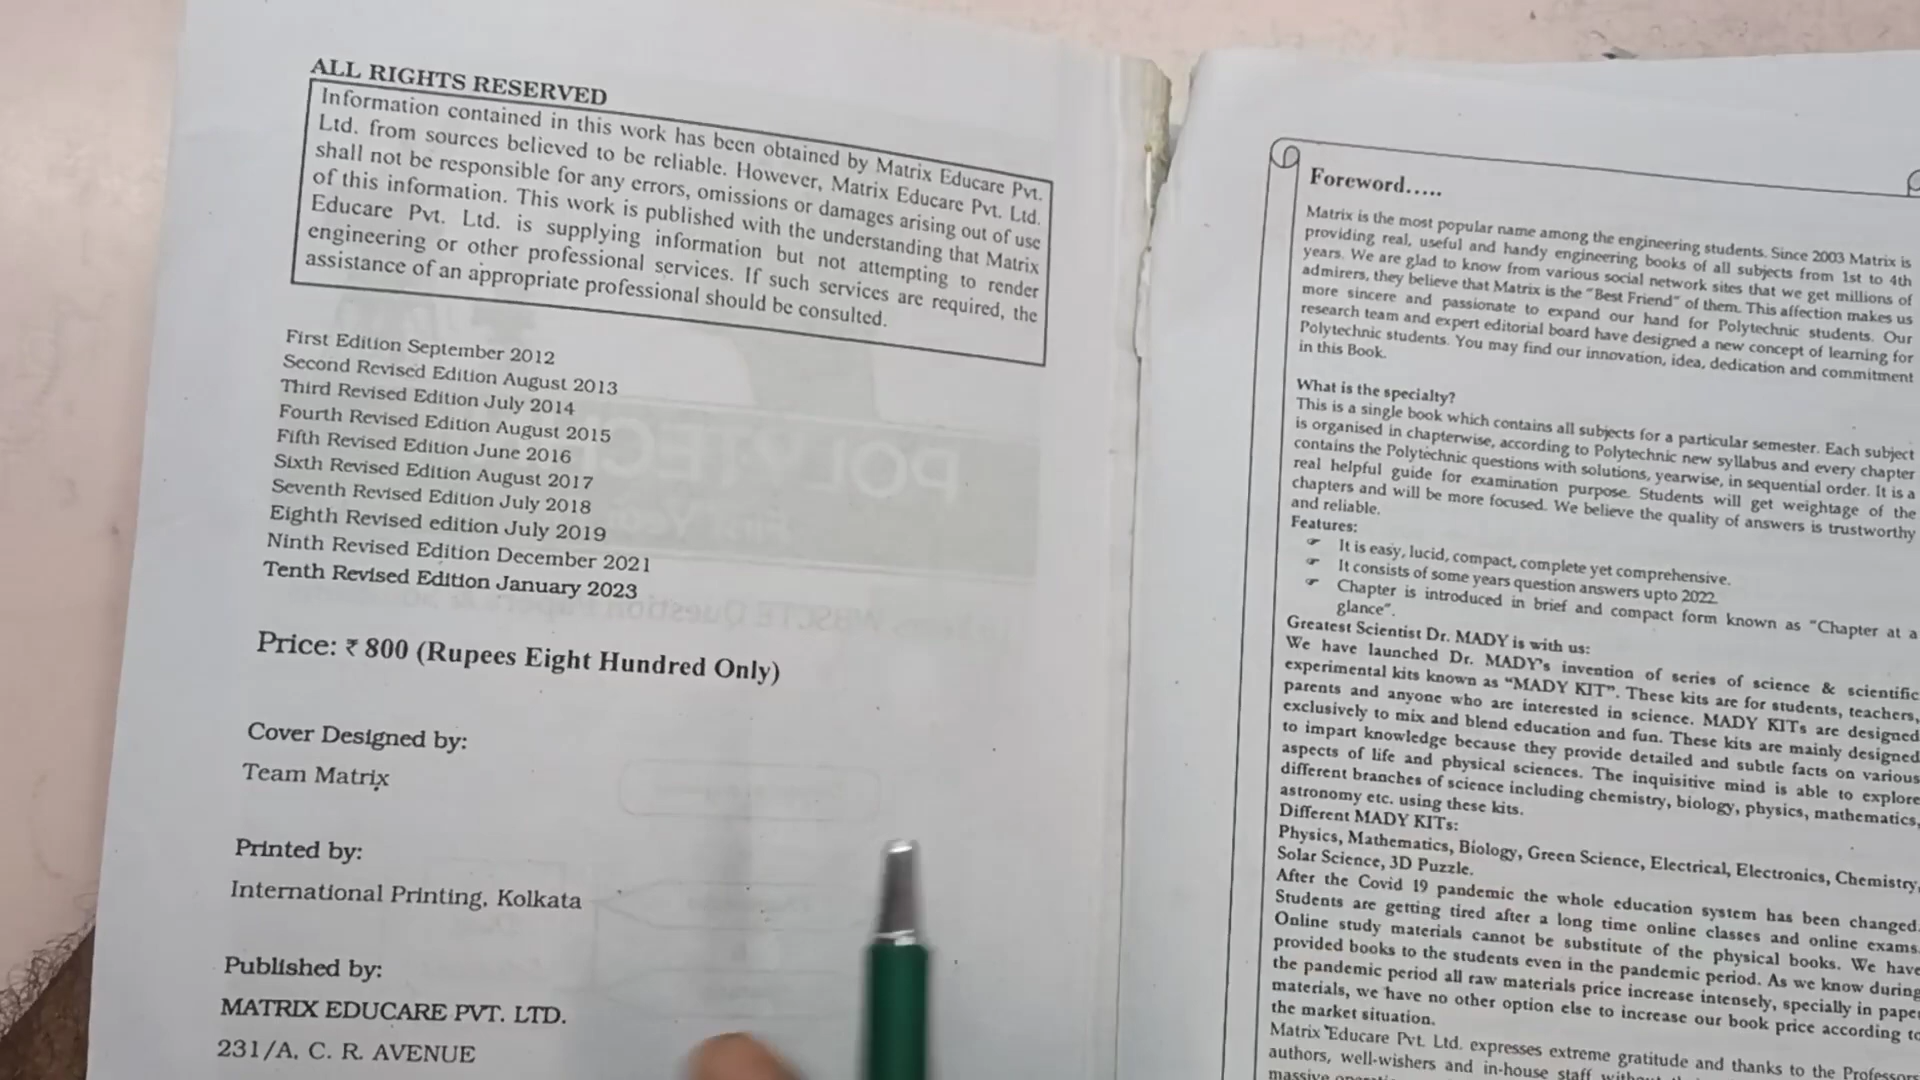 ALL RIGHTS RESERVED
Information contained in this work has been obtained by Matrix Educare Pvt.
Ltd. from sources believed to be reliable. However, Matrix Educare Pvt. Ltd.
shall not be responsible for any errors, omissions or damages arising out of use
of this information. This work is published with the understanding that Matrix
Educare Pvt. Ltd. is supplying information but not attempting to render
engineering or other professional services. If such services are required, the
assistance of an appropriate professional should be consulted.
First Edition September 2012
Second Revised Edition August 2013
Third Revised Edition July 2014
Fourth Revised Edition August 2015
Fifth Revised Edition June 2016
Sixth Revised Edition August 2017
Seventh Revised Edition July 2018
Eighth Revised edition July 2019
Ninth Revised Edition December 2021
Tenth Revised Edition January 2023
Price: ₹ 800 (Rupees Eight Hundred Only)
Cover Designed by:
Team Matrix
Printed by:
International Printing, Kolkata
Published by:
MATRIX EDUCARE PVT. LTD.
231/A, C. R. AVENUE
Foreword.....
Matrix is the most popular name among the engineering students. Since 2003 Matrix is
providing real, useful and handy engineering books of all subjects from 1st to 4th
years. We are glad to know from various social network sites that we get millions of
admirers, they believe that Matrix is the "Best Friend" of them. This affection makes us
more sincere and passionate to expand our hand for Polytechnic students. Our
research team and expert editorial board have designed a new concept of learning for
Polytechnic students. You may find our innovation, idea, dedication and commitment
in this Book.
What is the specialty?
This is a single book which contains all subjects for a particular semester. Each subject
is organised in chapterwise, according to Polytechnic new syllabus and every chapter
contains the Polytechnic questions with solutions, yearwise, in sequential order. It is a
real helpful guide for examination purpose. Students will get weightage of the
chapters and will be more focused. We believe the quality of answers is trustworthy
and reliable.
Features:
☞ It is easy, lucid, compact, complete yet comprehensive.
☞ It consists of some years question answers upto 2022.
☞ Chapter is introduced in brief and compact form known as "Chapter at a
glance".
Greatest Scientist Dr. MADY is with us:
We have launched Dr. MADY's invention of series of science & scientific
experimental kits known as "MADY KIT". These kits are for students, teachers,
parents and anyone who are interested in science. MADY KITs are designed
exclusively to mix and blend education and fun. These kits are mainly designed
to impart knowledge because they provide detailed and subtle facts on various
aspects of life and physical sciences. The inquisitive mind is able to explore
different branches of science including chemistry, biology, physics, mathematics,
astronomy etc. using these kits.
Different MADY KITs:
Physics, Mathematics, Biology, Green Science, Electrical, Electronics, Chemistry,
Solar Science, 3D Puzzle.
After the Covid 19 pandemic the whole education system has been changed.
Students are getting tired after a long time online classes and online exams.
Online study materials cannot be substitute of the physical books. We have
provided books to the students even in the pandemic period. As we know during
the pandemic period all raw materials price increase intensely, specially in paper
materials, we have no other option else to increase our book price according to
the market situation.
Matrix Educare Pvt. Ltd. expresses extreme gratitude and thanks to the Professors,
authors, well-wishers and in-house staff
massive